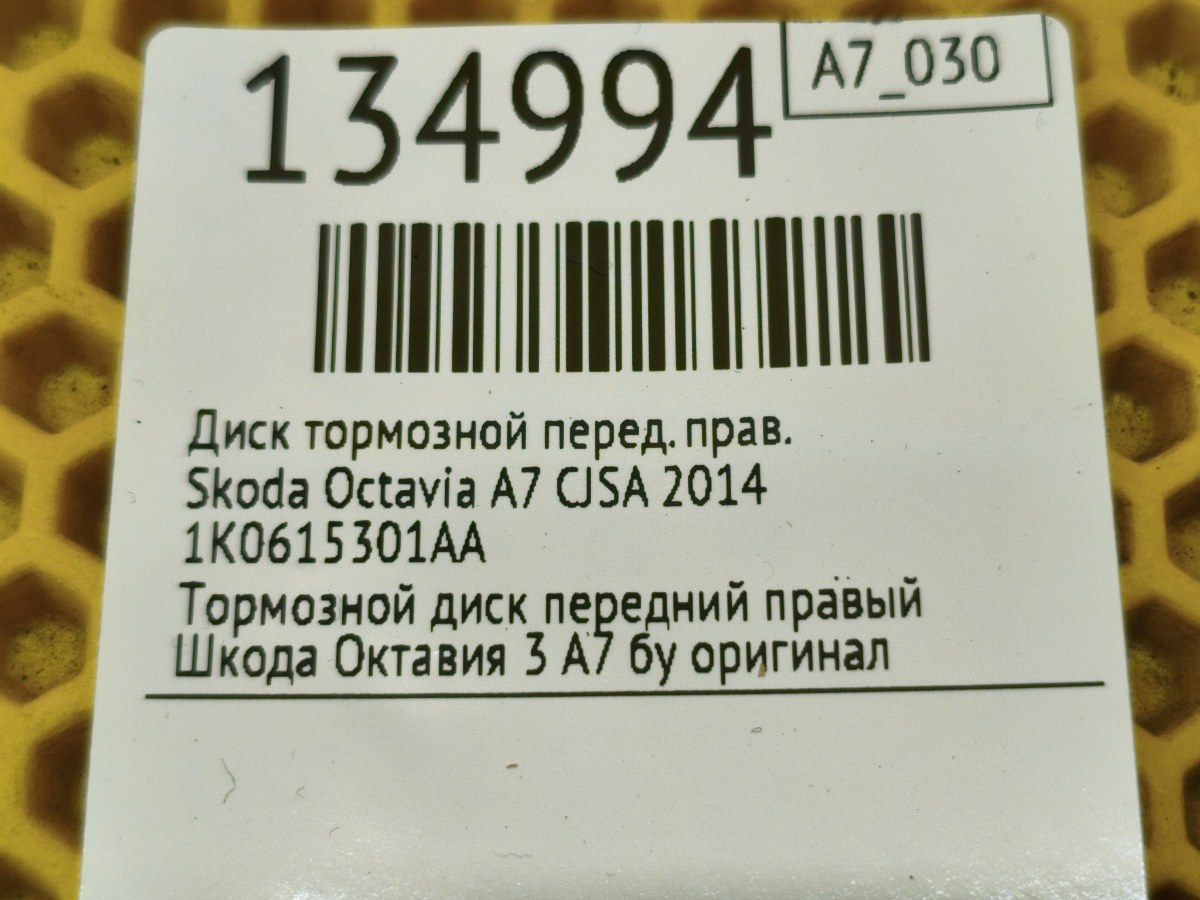 134994
A7_030
Диск тормозной перед. прав.
Skoda Octavia A7 CJSA 2014
1K0615301AA
Тормозной диск передний правый
Шкода Октавия 3 А7 бу оригинал